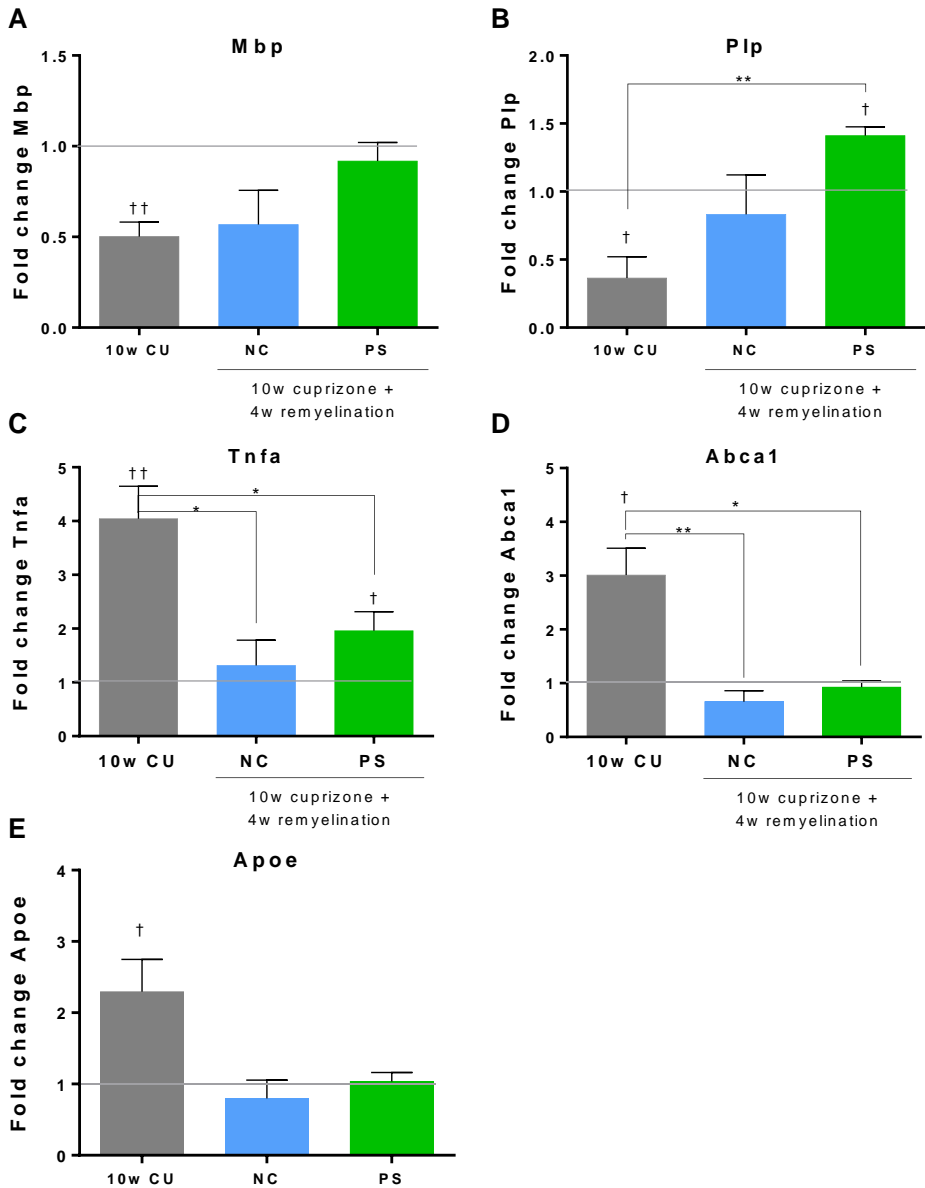 A
Mbp
Fold change Mbp
1.5
1.0
0.5
0.0
††
10w CU
NC
PS
10w cuprizone +
4w remyelination
B
Plp
Fold change Plp
2.0
1.5
1.0
0.5
0.0
**
†
†
10w CU
NC
PS
10w cuprizone +
4w remyelination
C
Tnfa
Fold change Tnfa
5
4
3
2
1
0
††
*
*
†
10w CU
NC
PS
10w cuprizone +
4w remyelination
D
Abca1
Fold change Abca1
5
4
3
2
1
0
†
*
**
10w CU
NC
PS
10w cuprizone +
4w remyelination
E
Apoe
Fold change Apoe
4
3
2
1
0
†
10w CU
NC
PS